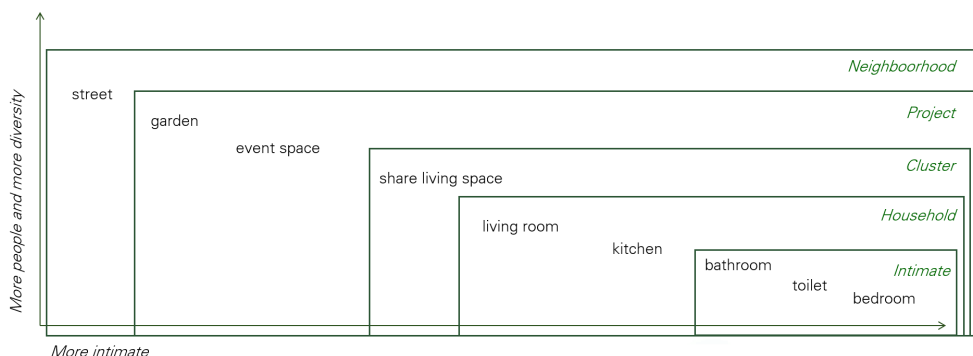 More people and more diversity
Neighboorhood
street
Project
garden
event space
Cluster
share living space
Household
living room
kitchen
bathroom
Intimate
toilet
bedroom
More intimate